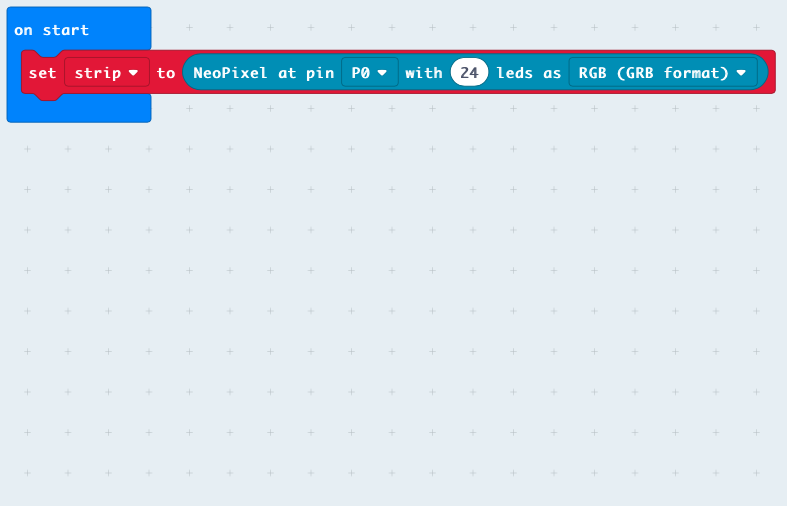 on start
set strip to NeoPixel at pin P0 with 24 leds as RGB (GRB format)